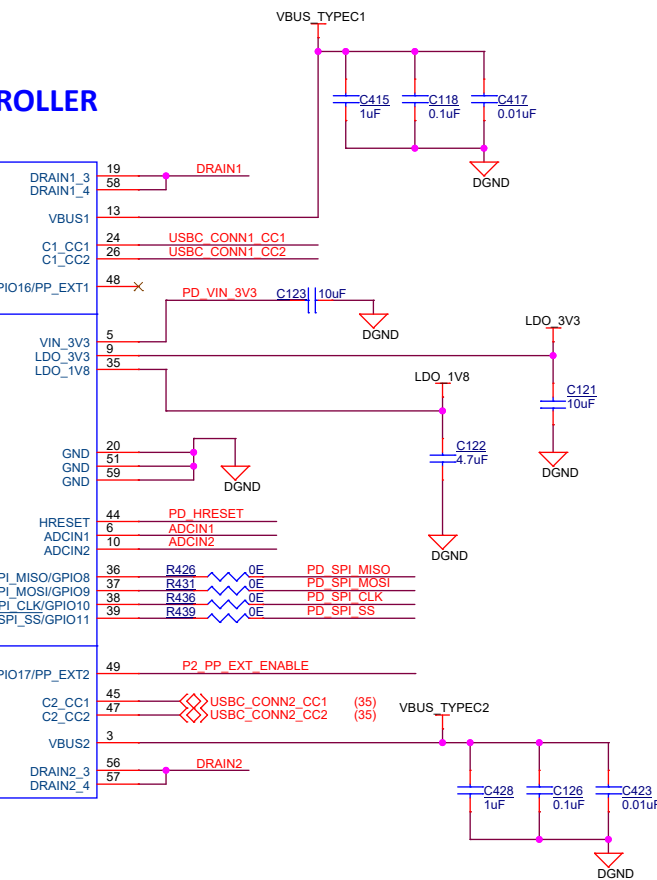 VBUS_TYPEC1
ROLLER
C415
1uF
C118
0.1uF
C417
0.01uF
DGND
DRAIN1_3 19 DRAIN1
DRAIN1_4 58
VBUS1 13
C1_CC1 24 USBC_CONN1_CC1
C1_CC2 26 USBC_CONN1_CC2
PIO16/PP_EXT1 48
PD_VIN_3V3 C123 10uF
DGND
VIN_3V3 5
LDO_3V3 9
LDO_1V8 35
LDO_3V3
LDO_1V8
C121
10uF
DGND
C122
4.7uF
DGND
GND 20
GND 51
GND 59
DGND
HRESET 44 PD_HRESET
ADCIN1 6 ADCIN1
ADCIN2 10 ADCIN2
PI_MISO/GPIO8 36 R426 0E PD_SPI_MISO
PI_MOSI/GPIO9 37 R431 0E PD_SPI_MOSI
PI_CLK/GPIO10 38 R436 0E PD_SPI_CLK
SPI_SS/GPIO11 39 R439 0E PD_SPI_SS
PIO17/PP_EXT2 49 P2_PP_EXT_ENABLE
C2_CC1 45 USBC_CONN2_CC1 (35)
C2_CC2 47 USBC_CONN2_CC2 (35)
VBUS_TYPEC2
VBUS2 3
DRAIN2_3 56 DRAIN2
DRAIN2_4 57
C428
1uF
C126
0.1uF
C423
0.01uF
DGND